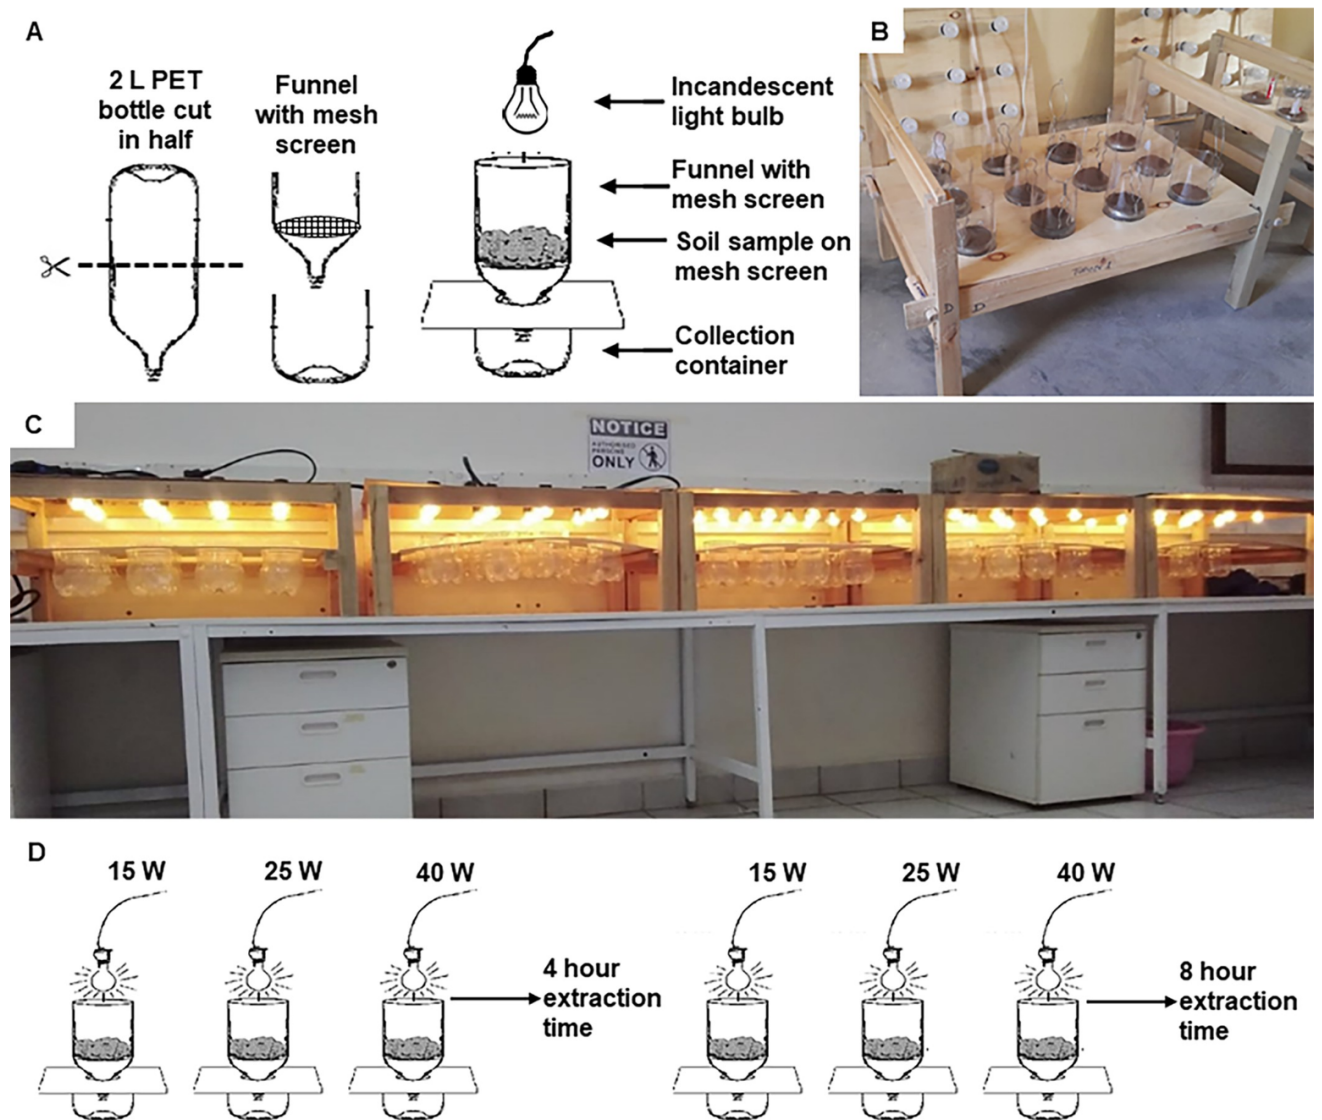 A
2 L PET
bottle cut
in half
Funnel
with mesh
screen
Incandescent
light bulb
Funnel with
mesh screen
Soil sample on
mesh screen
Collection
container
B
D
D
C
NOTICE
AUTHORISED
PERSONS
ONLY
D
15 W
25 W
40 W
4 hour
extraction
time
15 W
25 W
40 W
8 hour
extraction
time